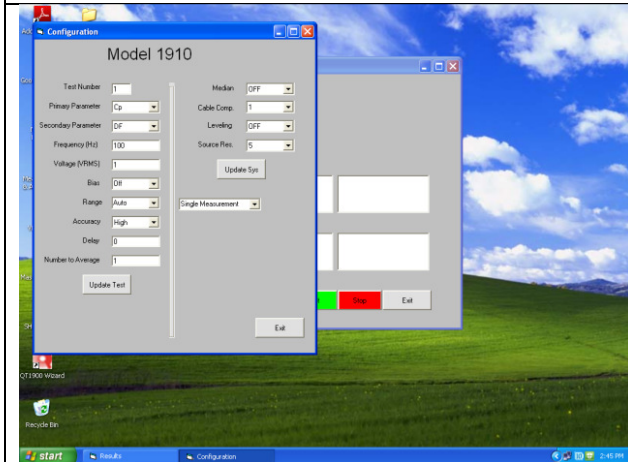 Configuration
Model 1910
Test Number 1
Primary Parameter Cp
Secondary Parameter DF
Frequency (Hz) 100
Voltage (VRMS) 1
Bias Off
Range Auto
Accuracy High
Delay 0
Number to Average 1
Update Test
Median OFF
Cable Comp. 1
Leveling OFF
Source Res. 5
Update Sys
Single Measurement
Exit
Stop
Exit
QT1900 Wizard
Recycle Bin
start
Results
Configuration
2:45 PM